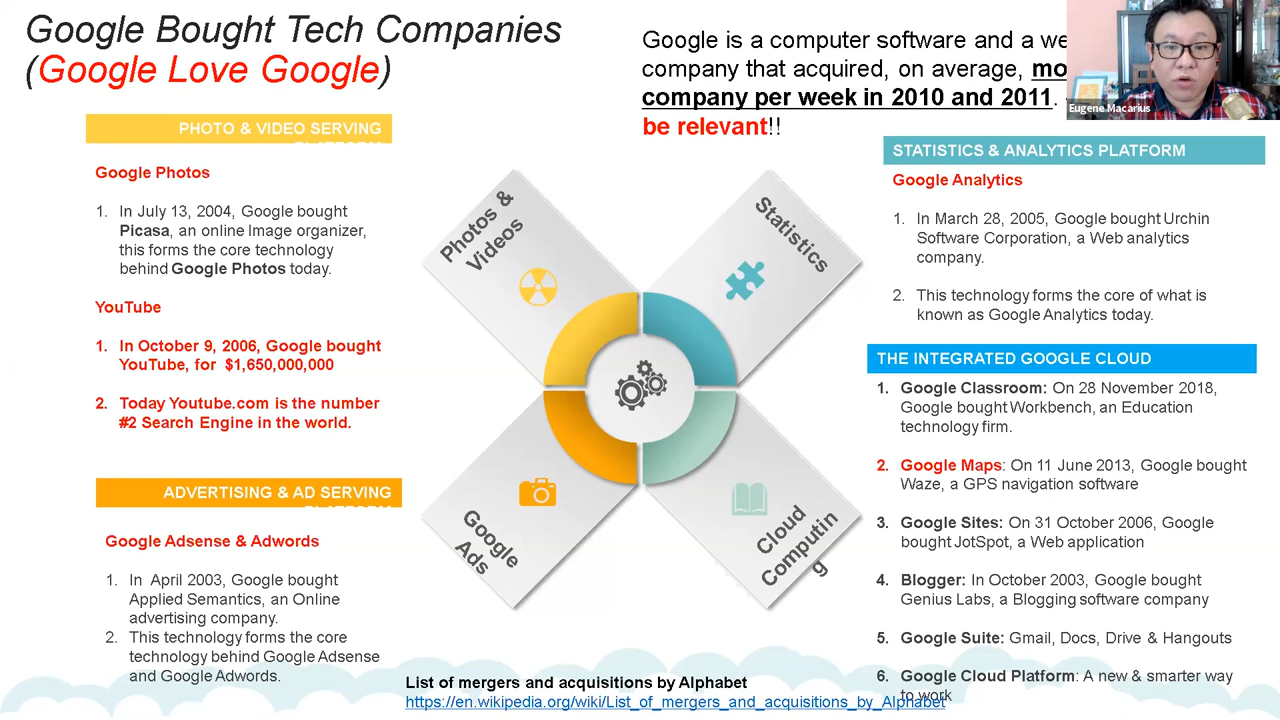 Google Bought Tech Companies
(Google Love Google)
Google is a computer software and a we
company that acquired, on average, mo
company per week in 2010 and 2011.
be relevant!!
Eugene Macarius
PHOTO & VIDEO SERVING
Google Photos
1. In July 13, 2004, Google bought
Picasa, an online Image organizer,
this forms the core technology
behind Google Photos today.
YouTube
1. In October 9, 2006, Google bought
YouTube, for $1,650,000,000
2. Today Youtube.com is the number
#2 Search Engine in the world.
ADVERTISING & AD SERVING
Google Adsense & Adwords
1. In April 2003, Google bought
Applied Semantics, an Online
advertising company.
2. This technology forms the core
technology behind Google Adsense
and Google Adwords.
Photos &
Videos
Statistics
Google
Ads
Cloud
Computin
g
STATISTICS & ANALYTICS PLATFORM
Google Analytics
1. In March 28, 2005, Google bought Urchin
Software Corporation, a Web analytics
company.
2. This technology forms the core of what is
known as Google Analytics today.
THE INTEGRATED GOOGLE CLOUD
1. Google Classroom: On 28 November 2018,
Google bought Workbench, an Education
technology firm.
2. Google Maps: On 11 June 2013, Google bought
Waze, a GPS navigation software
3. Google Sites: On 31 October 2006, Google
bought JotSpot, a Web application
4. Blogger: In October 2003, Google bought
Genius Labs, a Blogging software company
5. Google Suite: Gmail, Docs, Drive & Hangouts
6. Google Cloud Platform: A new & smarter way
to work
List of mergers and acquisitions by Alphabet
https://en.wikipedia.org/wiki/List_of_mergers_and_acquisitions_by_Alphabet